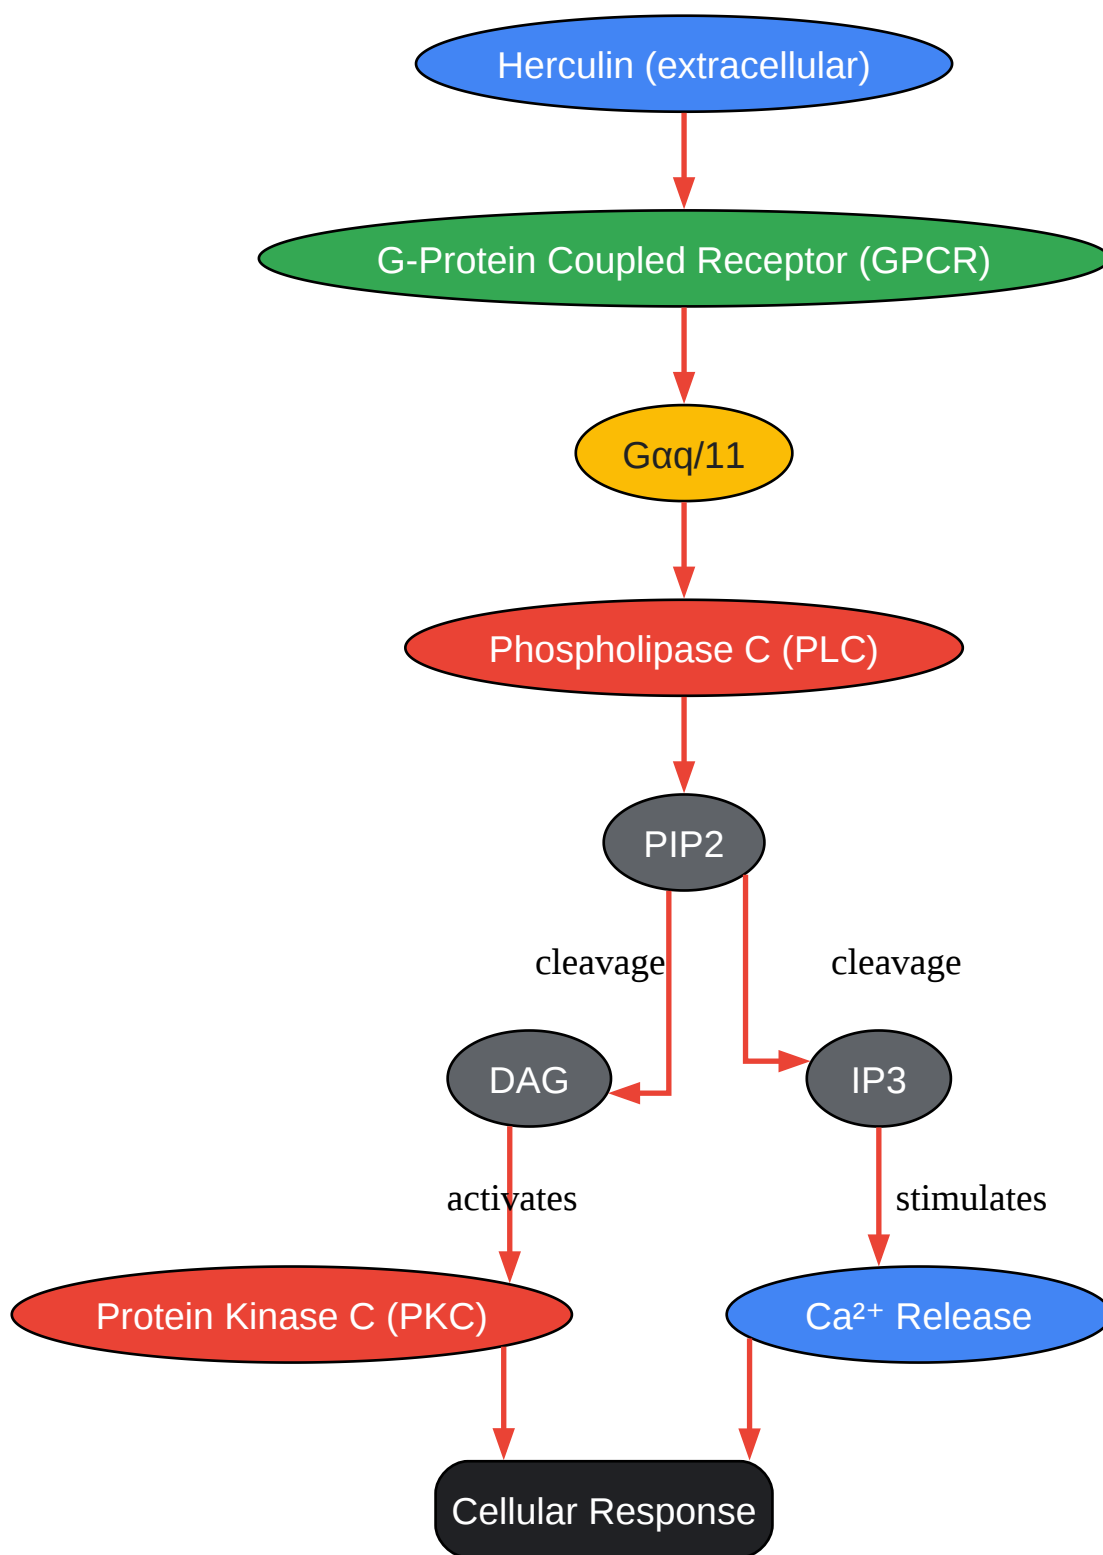 Herculin (extracellular)
G-Protein Coupled Receptor (GPCR)
Gαq/11
Phospholipase C (PLC)
PIP2
cleavage
cleavage
DAG
IP3
activates
stimulates
Protein Kinase C (PKC)
Ca²⁺ Release
Cellular Response